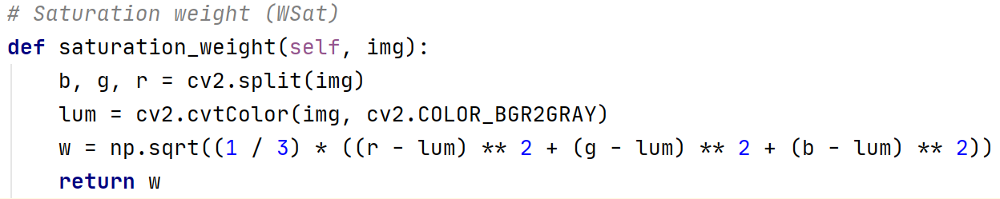 # Saturation weight (WSat)
def saturation_weight(self, img):
    b, g, r = cv2.split(img)
    lum = cv2.cvtColor(img, cv2.COLOR_BGR2GRAY)
    w = np.sqrt((1 / 3) * ((r - lum) ** 2 + (g - lum) ** 2 + (b - lum) ** 2))
    return w